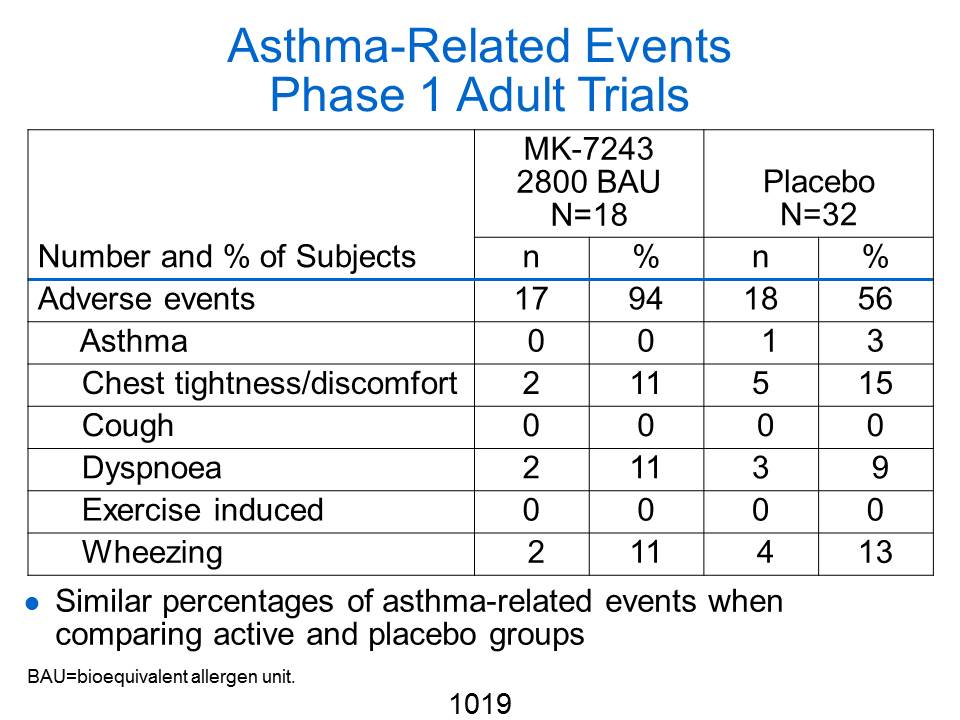 Asthma-Related Events
Phase 1 Adult Trials
MK-7243
2800 BAU
N=18
Placebo
N=32
Number and % of Subjects n % n %
Adverse events 17 94 18 56
Asthma 0 0 1 3
Chest tightness/discomfort 2 11 5 15
Cough 0 0 0 0
Dyspnoea 2 11 3 9
Exercise induced 0 0 0 0
Wheezing 2 11 4 13
● Similar percentages of asthma-related events when
comparing active and placebo groups
BAU=bioequivalent allergen unit.
1019